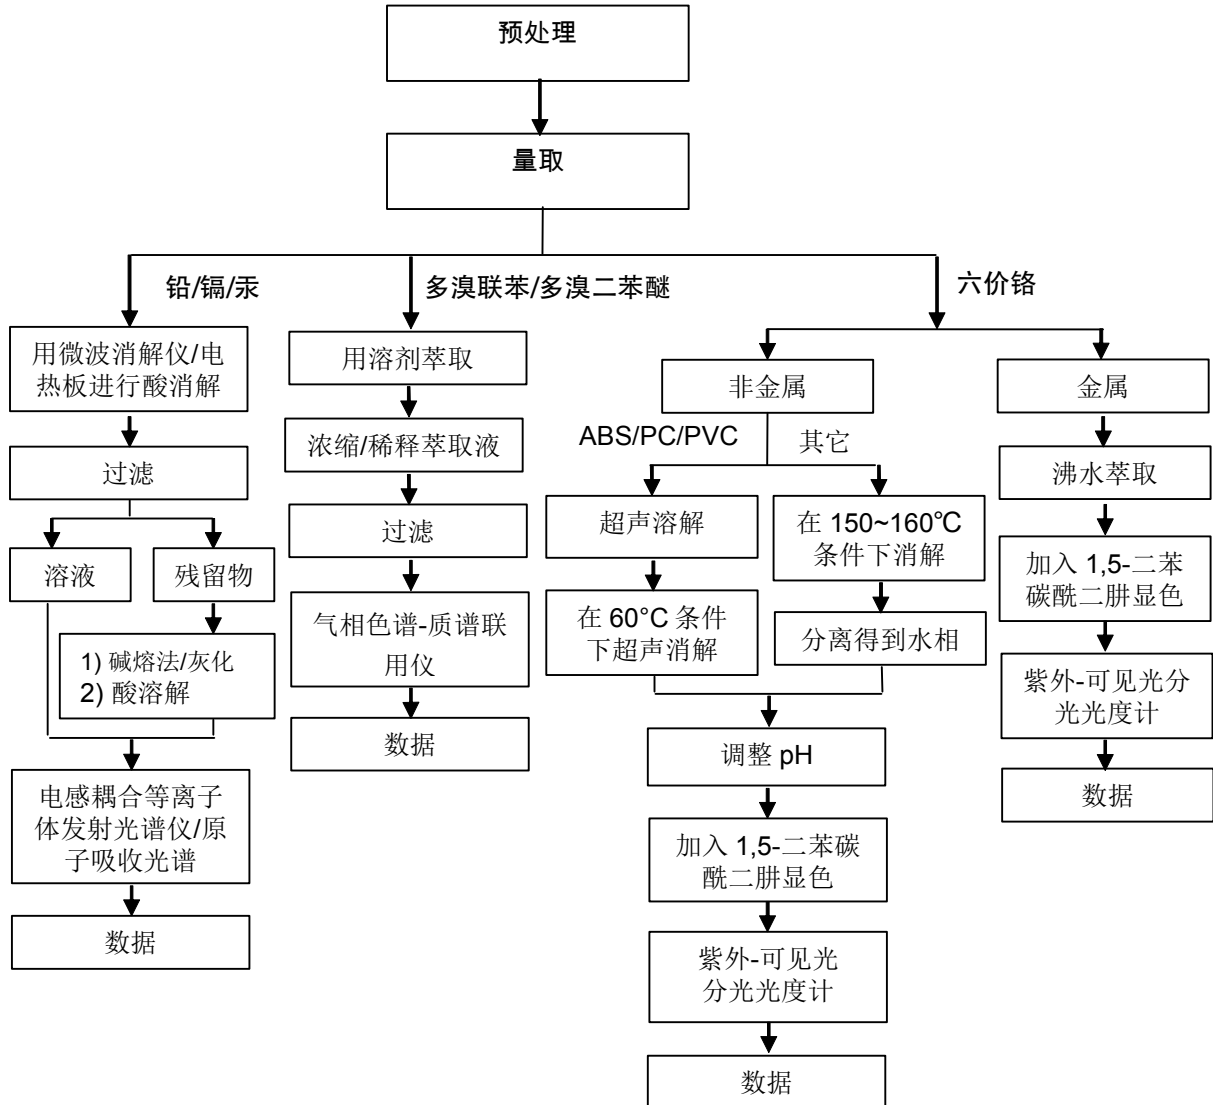 预处理
量取
铅/镉/汞
多溴联苯/多溴二苯醚
六价铬
用微波消解仪/电
热板进行酸消解
过滤
溶液
残留物
1) 碱熔法/灰化
2) 酸溶解
电感耦合等离子
体发射光谱仪/原
子吸收光谱
数据
用溶剂萃取
浓缩/稀释萃取液
过滤
气相色谱-质谱联
用仪
数据
非金属
ABS/PC/PVC
其它
超声溶解
在 60°C 条件
下超声消解
在 150~160℃
条件下消解
分离得到水相
调整 pH
加入 1,5-二苯碳
酰二肼显色
紫外-可见光
分光光度计
数据
金属
沸水萃取
加入 1,5-二苯
碳酰二肼显色
紫外-可见光分
光光度计
数据